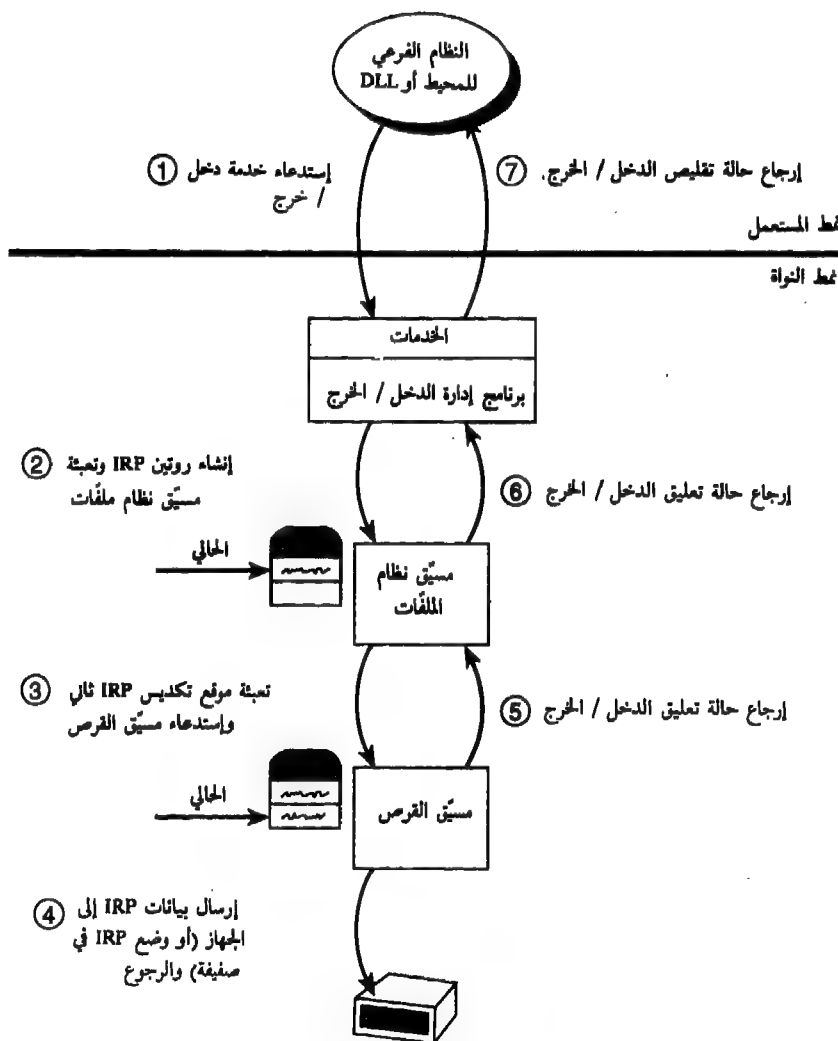 النظام الفرعي
للمحيط أو DLL
① إستدعاء خدمة دخل
/ خرج
⑦ إرجاع حالة تقليص الدخل / الخرج.
نمط المستعمل
نمط النواة
الخدمات
برنامج إدارة الدخل / الخرج
② إنشاء روتين IRP وتعبئة
مسيّق نظام ملفّات
⑥ إرجاع حالة تعليق الدخل / الخرج
الحالي
مسيّق نظام
الملفّات
③ تعبئة موقع تكديس IRP ثاني
وإستدعاء مسيّق القرص
⑤ إرجاع حالة تعليق الدخل / الخرج
الحالي
مسيّق القرص
④ إرسال بيانات IRP إلى
الجهاز (أو وضع IRP في
صفيفة) والرجوع